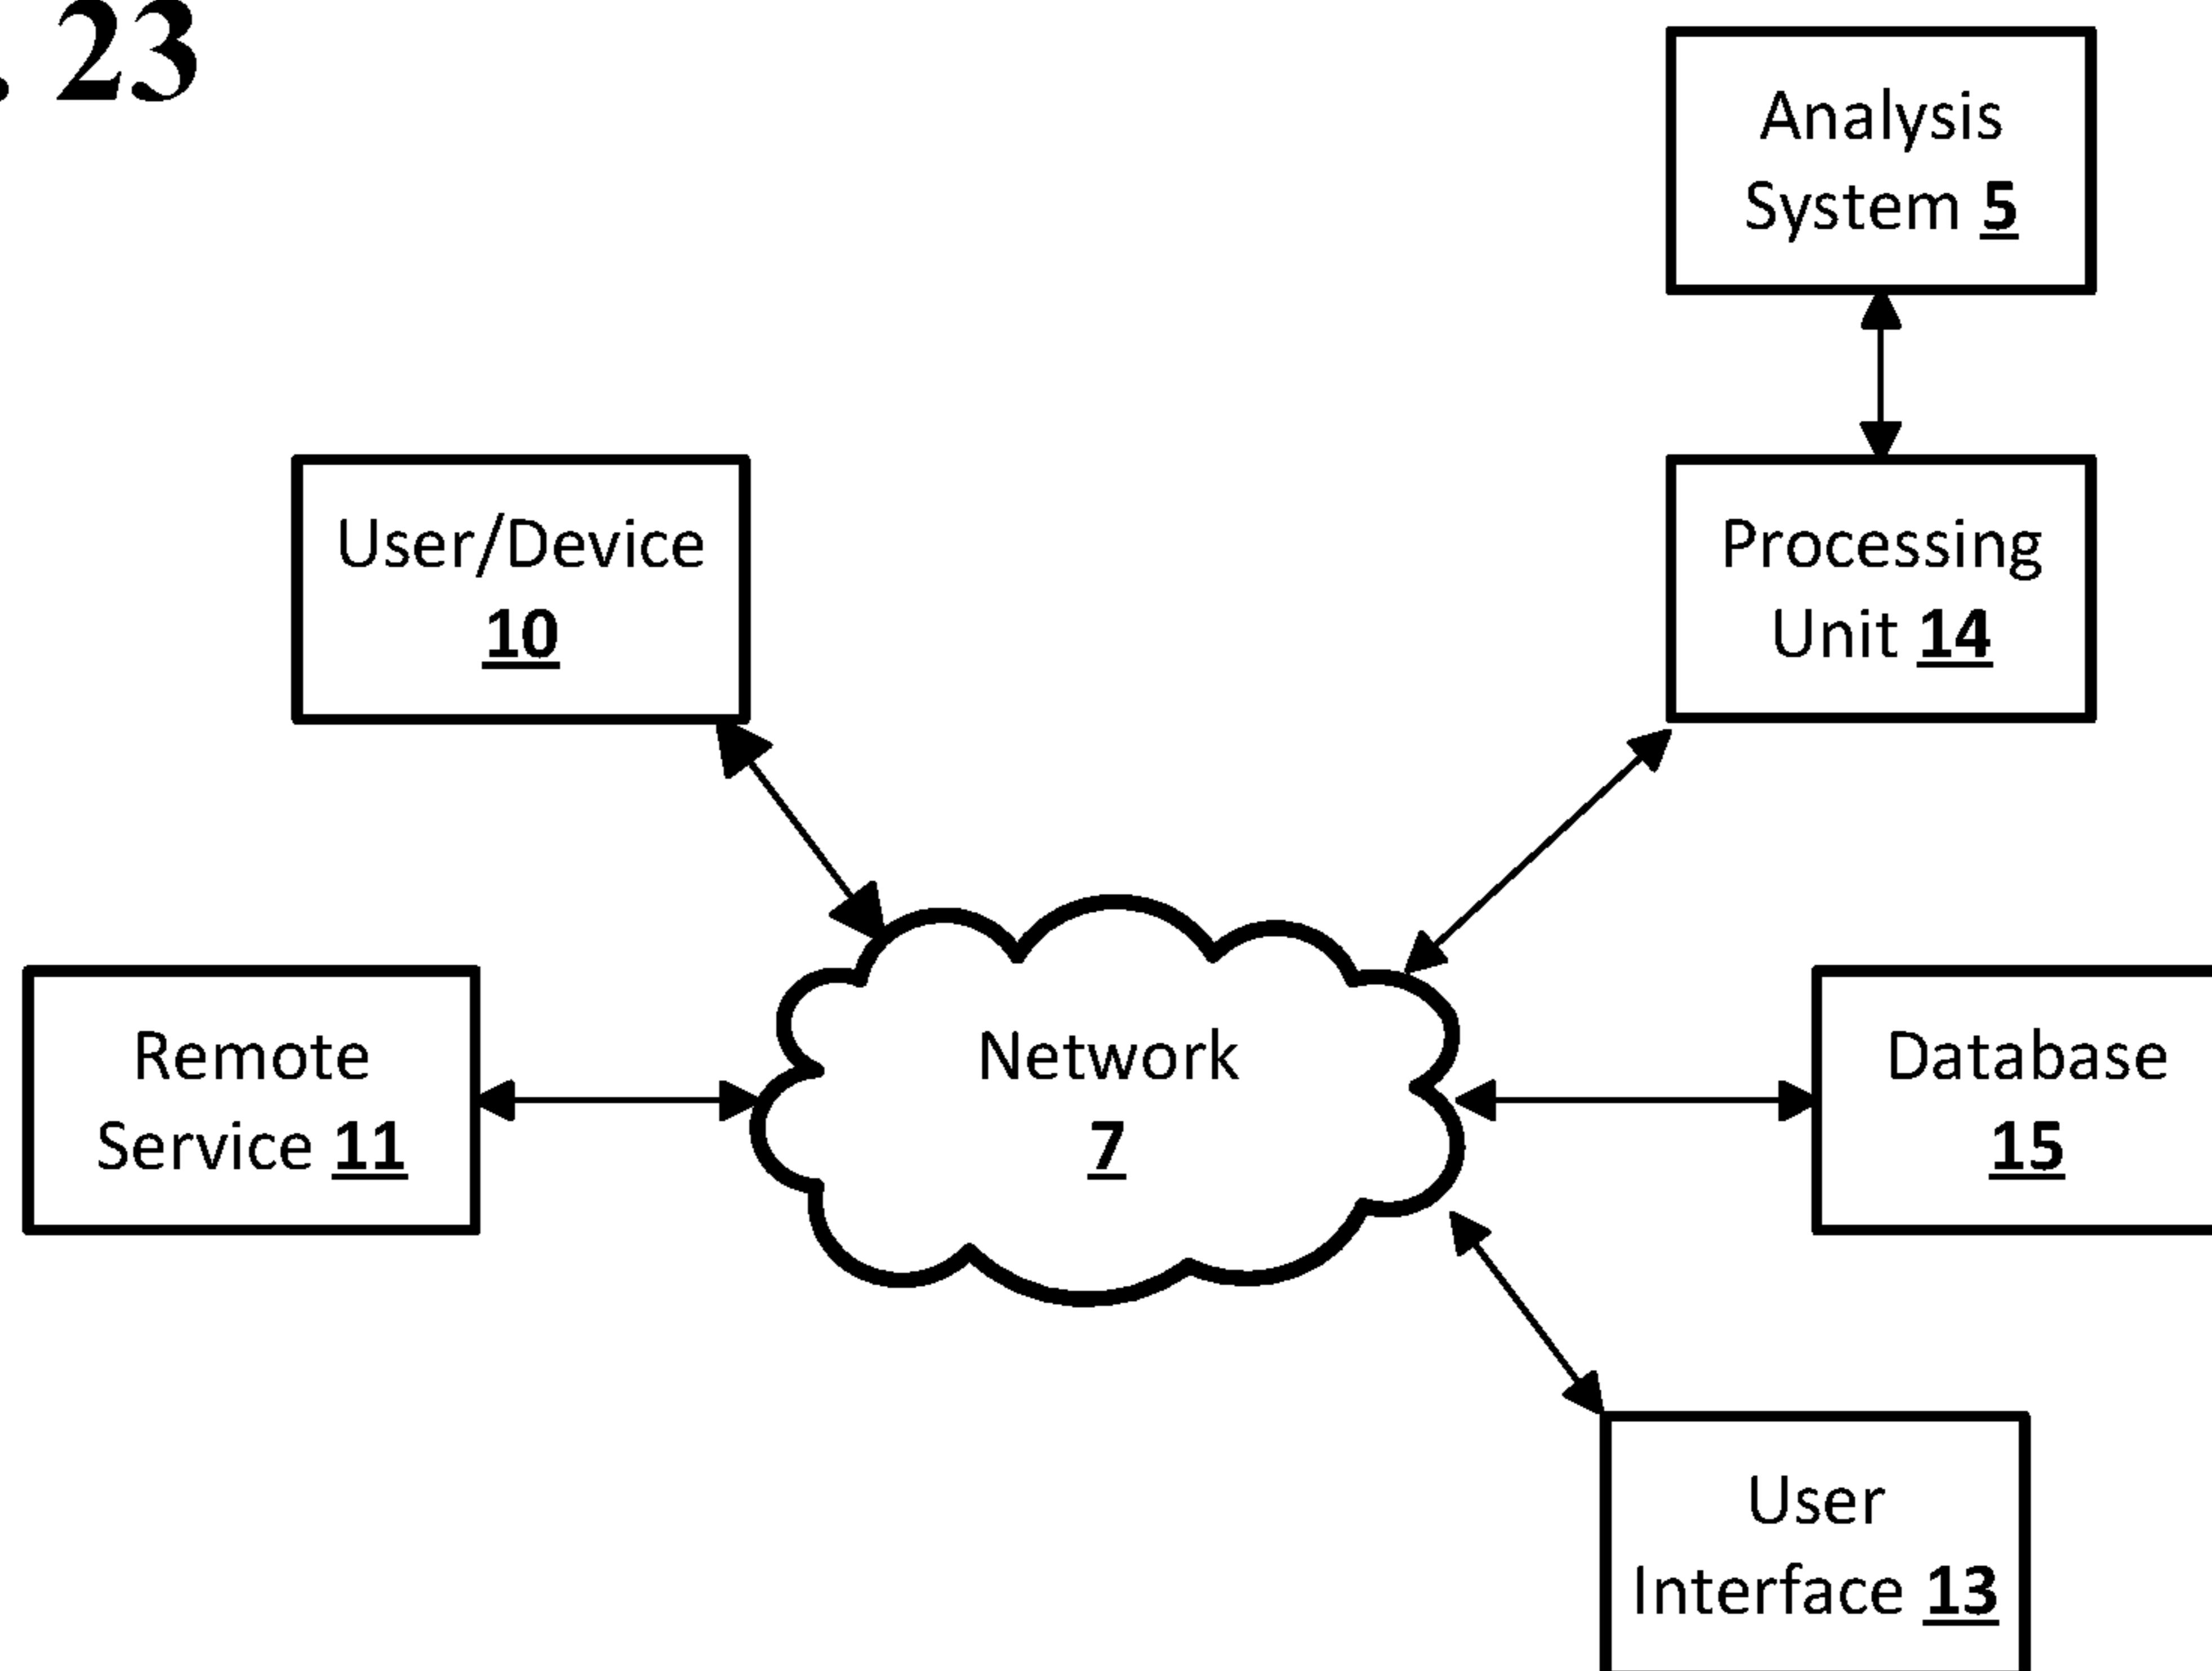 . 23
Analysis
System 5
User/Device
10
Processing
Unit 14
Remote
Service 11
Network
7
Database
15
User
Interface 13